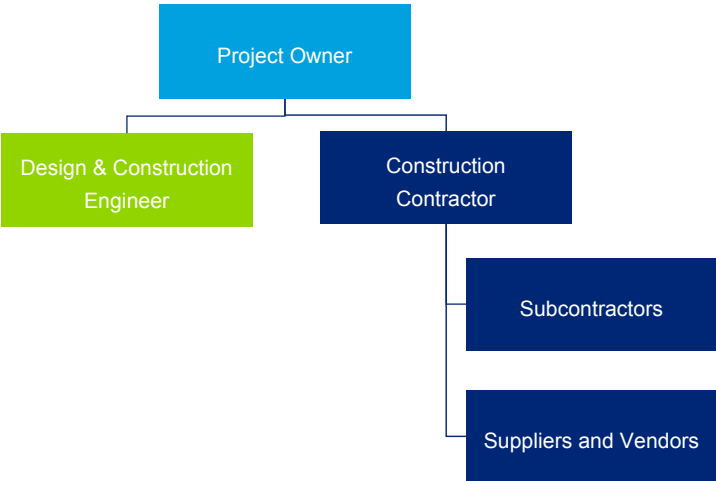 Project Owner
Design & Construction
Engineer
Construction
Contractor
Subcontractors
Suppliers and Vendors